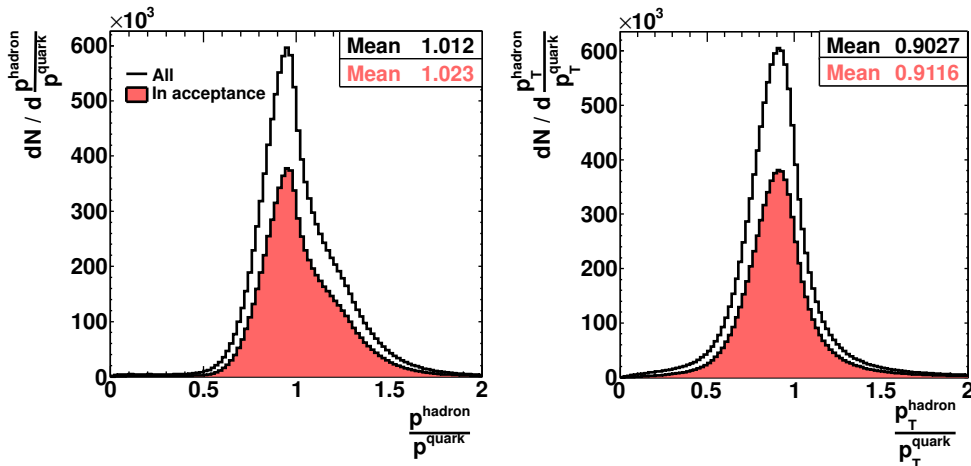 ×10³
dN / d p^hadron / p^quark
600
500
400
300
200
100
0
All
In acceptance
Mean 1.012
Mean 1.023
0 0.5 1 1.5 2
p^hadron
p^quark
×10³
dN / d p_T^hadron / p_T^quark
600
500
400
300
200
100
0
Mean 0.9027
Mean 0.9116
0 0.5 1 1.5 2
p_T^hadron
p_T^quark